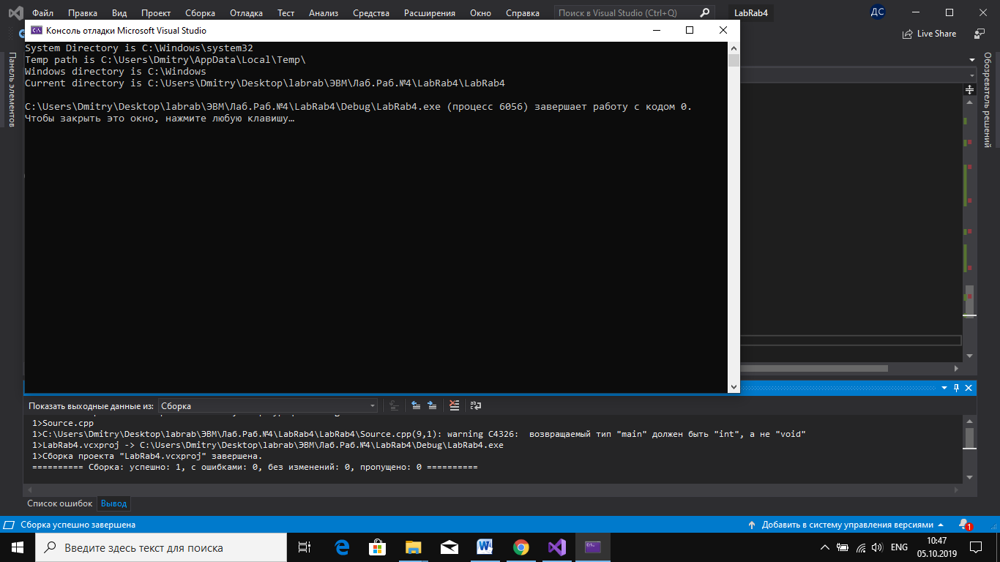 Файл Правка Вид Проект Сборка Отладка Тест Анализ Средства Расширения Окно Справка Поиск в Visual Studio (Ctrl+Q) LabRab4 ДС
Консоль отладки Microsoft Visual Studio
Live Share
Панель элементов
Обозреватель решений
System Directory is C:\Windows\system32
Temp path is C:\Users\Dmitry\AppData\Local\Temp\
Windows directory is C:\Windows
Current directory is C:\Users\Dmitry\Desktop\labrab\ЭВМ\Лаб.Раб.№4\LabRab4\LabRab4
C:\Users\Dmitry\Desktop\labrab\ЭВМ\Лаб.Раб.№4\LabRab4\Debug\LabRab4.exe (процесс 6056) завершает работу с кодом 0.
Чтобы закрыть это окно, нажмите любую клавишу…
Показать выходные данные из: Сборка
1>Source.cpp
1>C:\Users\Dmitry\Desktop\labrab\ЭВМ\Лаб.Раб.№4\LabRab4\LabRab4\Source.cpp(9,1): warning C4326: возвращаемый тип "main" должен быть "int", а не "void"
1>LabRab4.vcxproj -> C:\Users\Dmitry\Desktop\labrab\ЭВМ\Лаб.Раб.№4\LabRab4\Debug\LabRab4.exe
1>Сборка проекта "LabRab4.vcxproj" завершена.
========== Сборка: успешно: 1, с ошибками: 0, без изменений: 0, пропущено: 0 ==========
Список ошибок Вывод
Сборка успешно завершена Добавить в систему управления версиями 1
Введите здесь текст для поиска ENG 10:47
05.10.2019